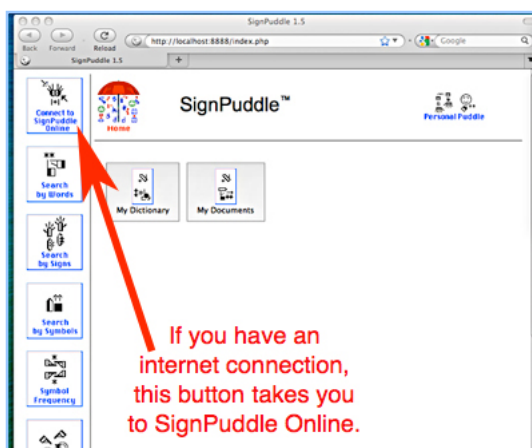 SignPuddle 1.5
Back Forward Reload http://localhost:8888/index.php Google
SignPuddle 1.5
Connect to
SignPuddle
Online
Home
SignPuddle™
Personal Puddle
Search
by Words
My Dictionary
My Documents
Search
by Signs
Search
by Symbols
Symbol
Frequency
If you have an
internet connection,
this button takes you
to SignPuddle Online.